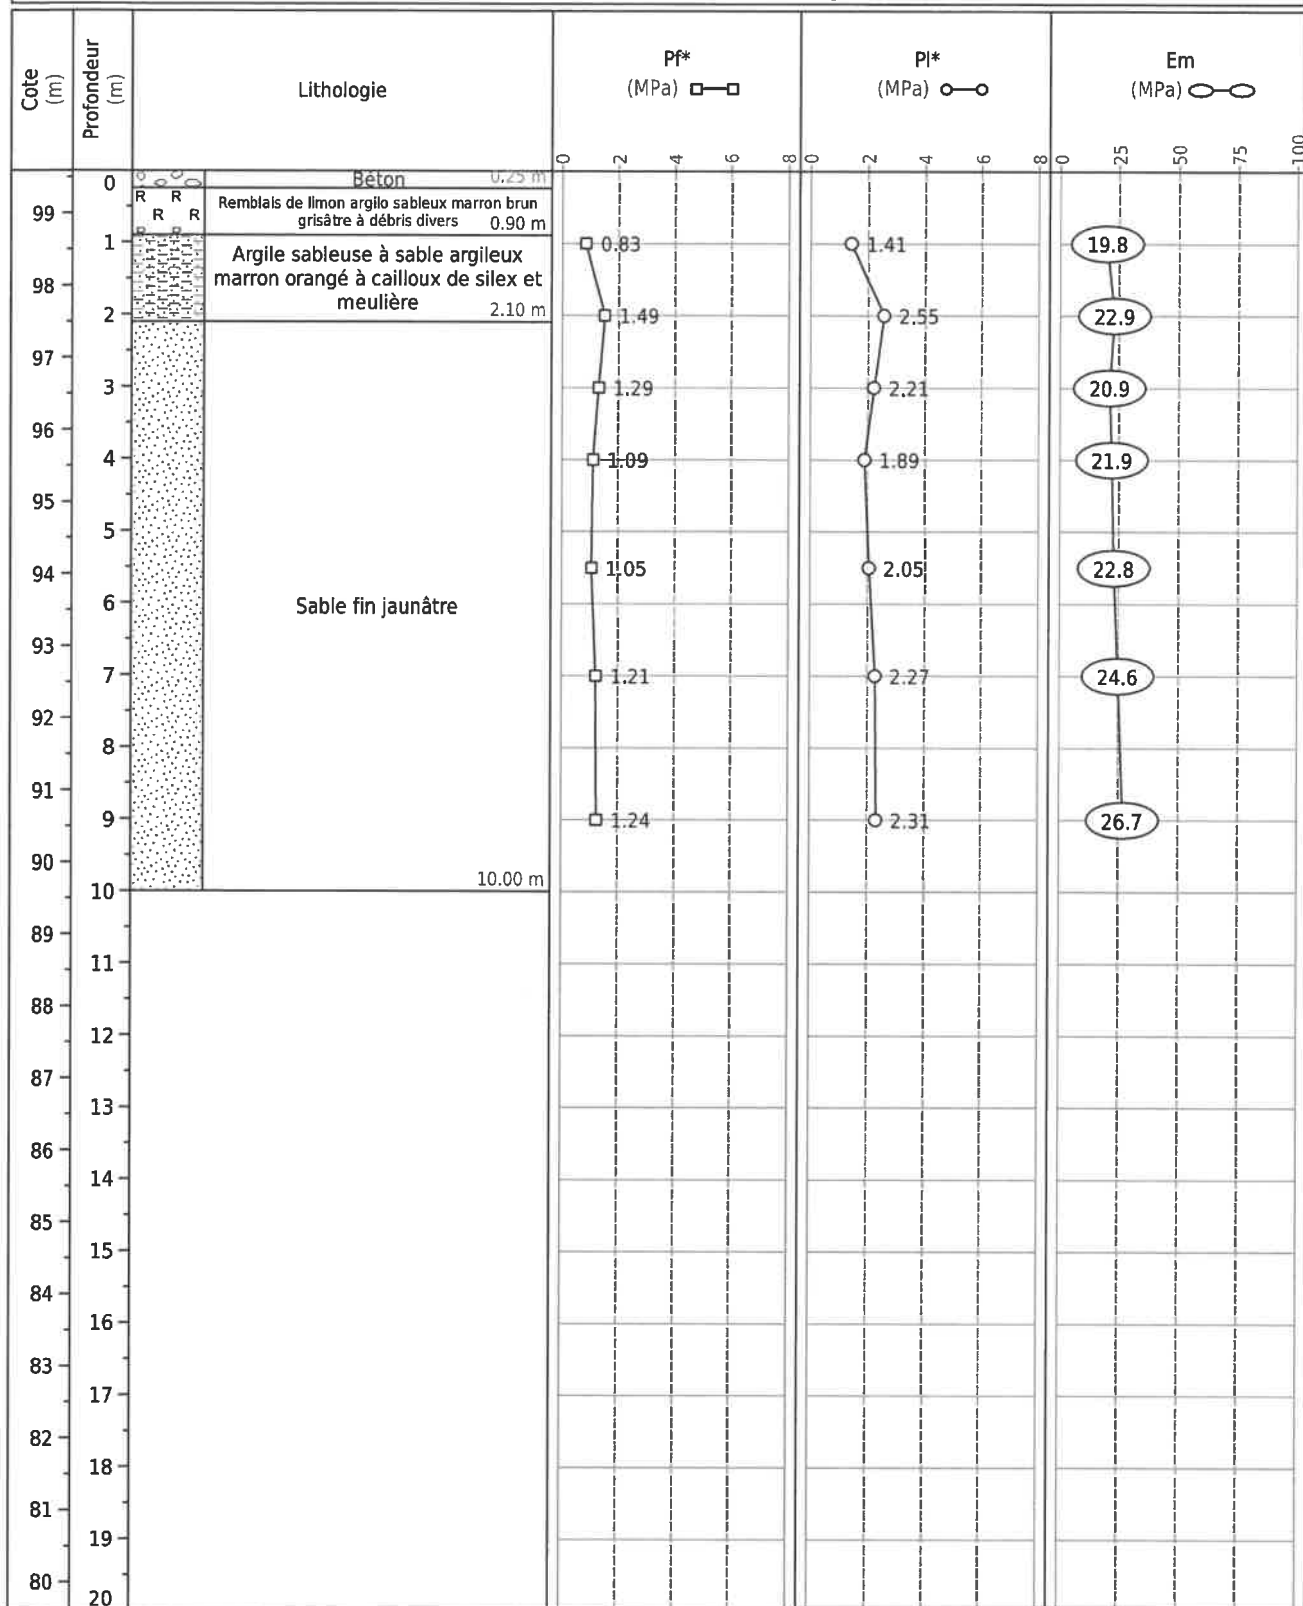 Cote
(m)
Profondeur
(m)
Lithologie
Pf*
(MPa)
Pl*
(MPa)
Em
(MPa)
0 2 4 6 8
0 2 4 6 8
0 25 50 75 100
Béton 0.25 m
R R
R R
Remblais de limon argilo sableux marron brun
grisâtre à débris divers 0.90 m
Argile sableuse à sable argileux
marron orangé à cailloux de silex et
meulière 2.10 m
Sable fin jaunâtre
10.00 m
0.83 1.41 19.8
1.49 2.55 22.9
1.29 2.21 20.9
1.09 1.89 21.9
1.05 2.05 22.8
1.21 2.27 24.6
1.24 2.31 26.7
0
99
1
98
2
97
3
96
4
95
5
94
6
93
7
92
8
91
9
90
10
89
11
88
12
87
13
86
14
85
15
84
16
83
17
82
18
81
19
80
20